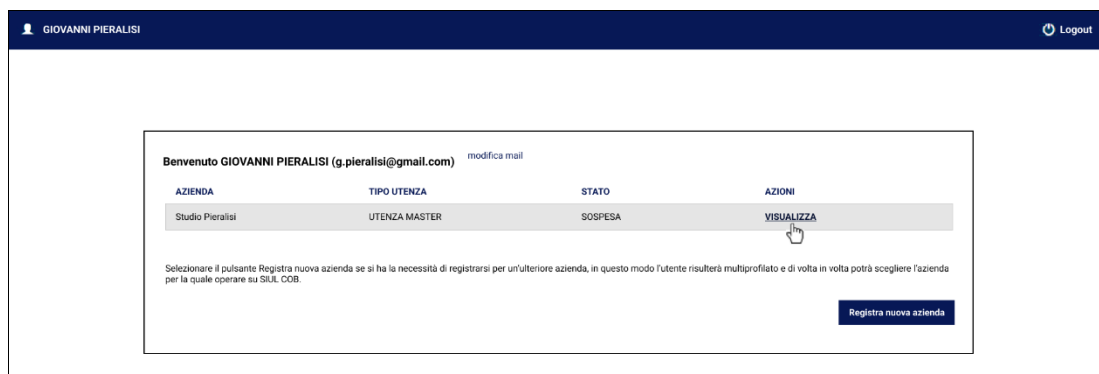 GIOVANNI PIERALISI
Logout
Benvenuto GIOVANNI PIERALISI (g.pieralisi@gmail.com) modifica mail
AZIENDA TIPO UTENZA STATO AZIONI
Studio Pieralisi UTENZA MASTER SOSPESA VISUALIZZA
Selezionare il pulsante Registra nuova azienda se si ha la necessità di registrarsi per un'ulteriore azienda, in questo modo l'utente risulterà multiprofilato e di volta in volta potrà scegliere l'azienda
per la quale operare su SIUL COB.
Registra nuova azienda